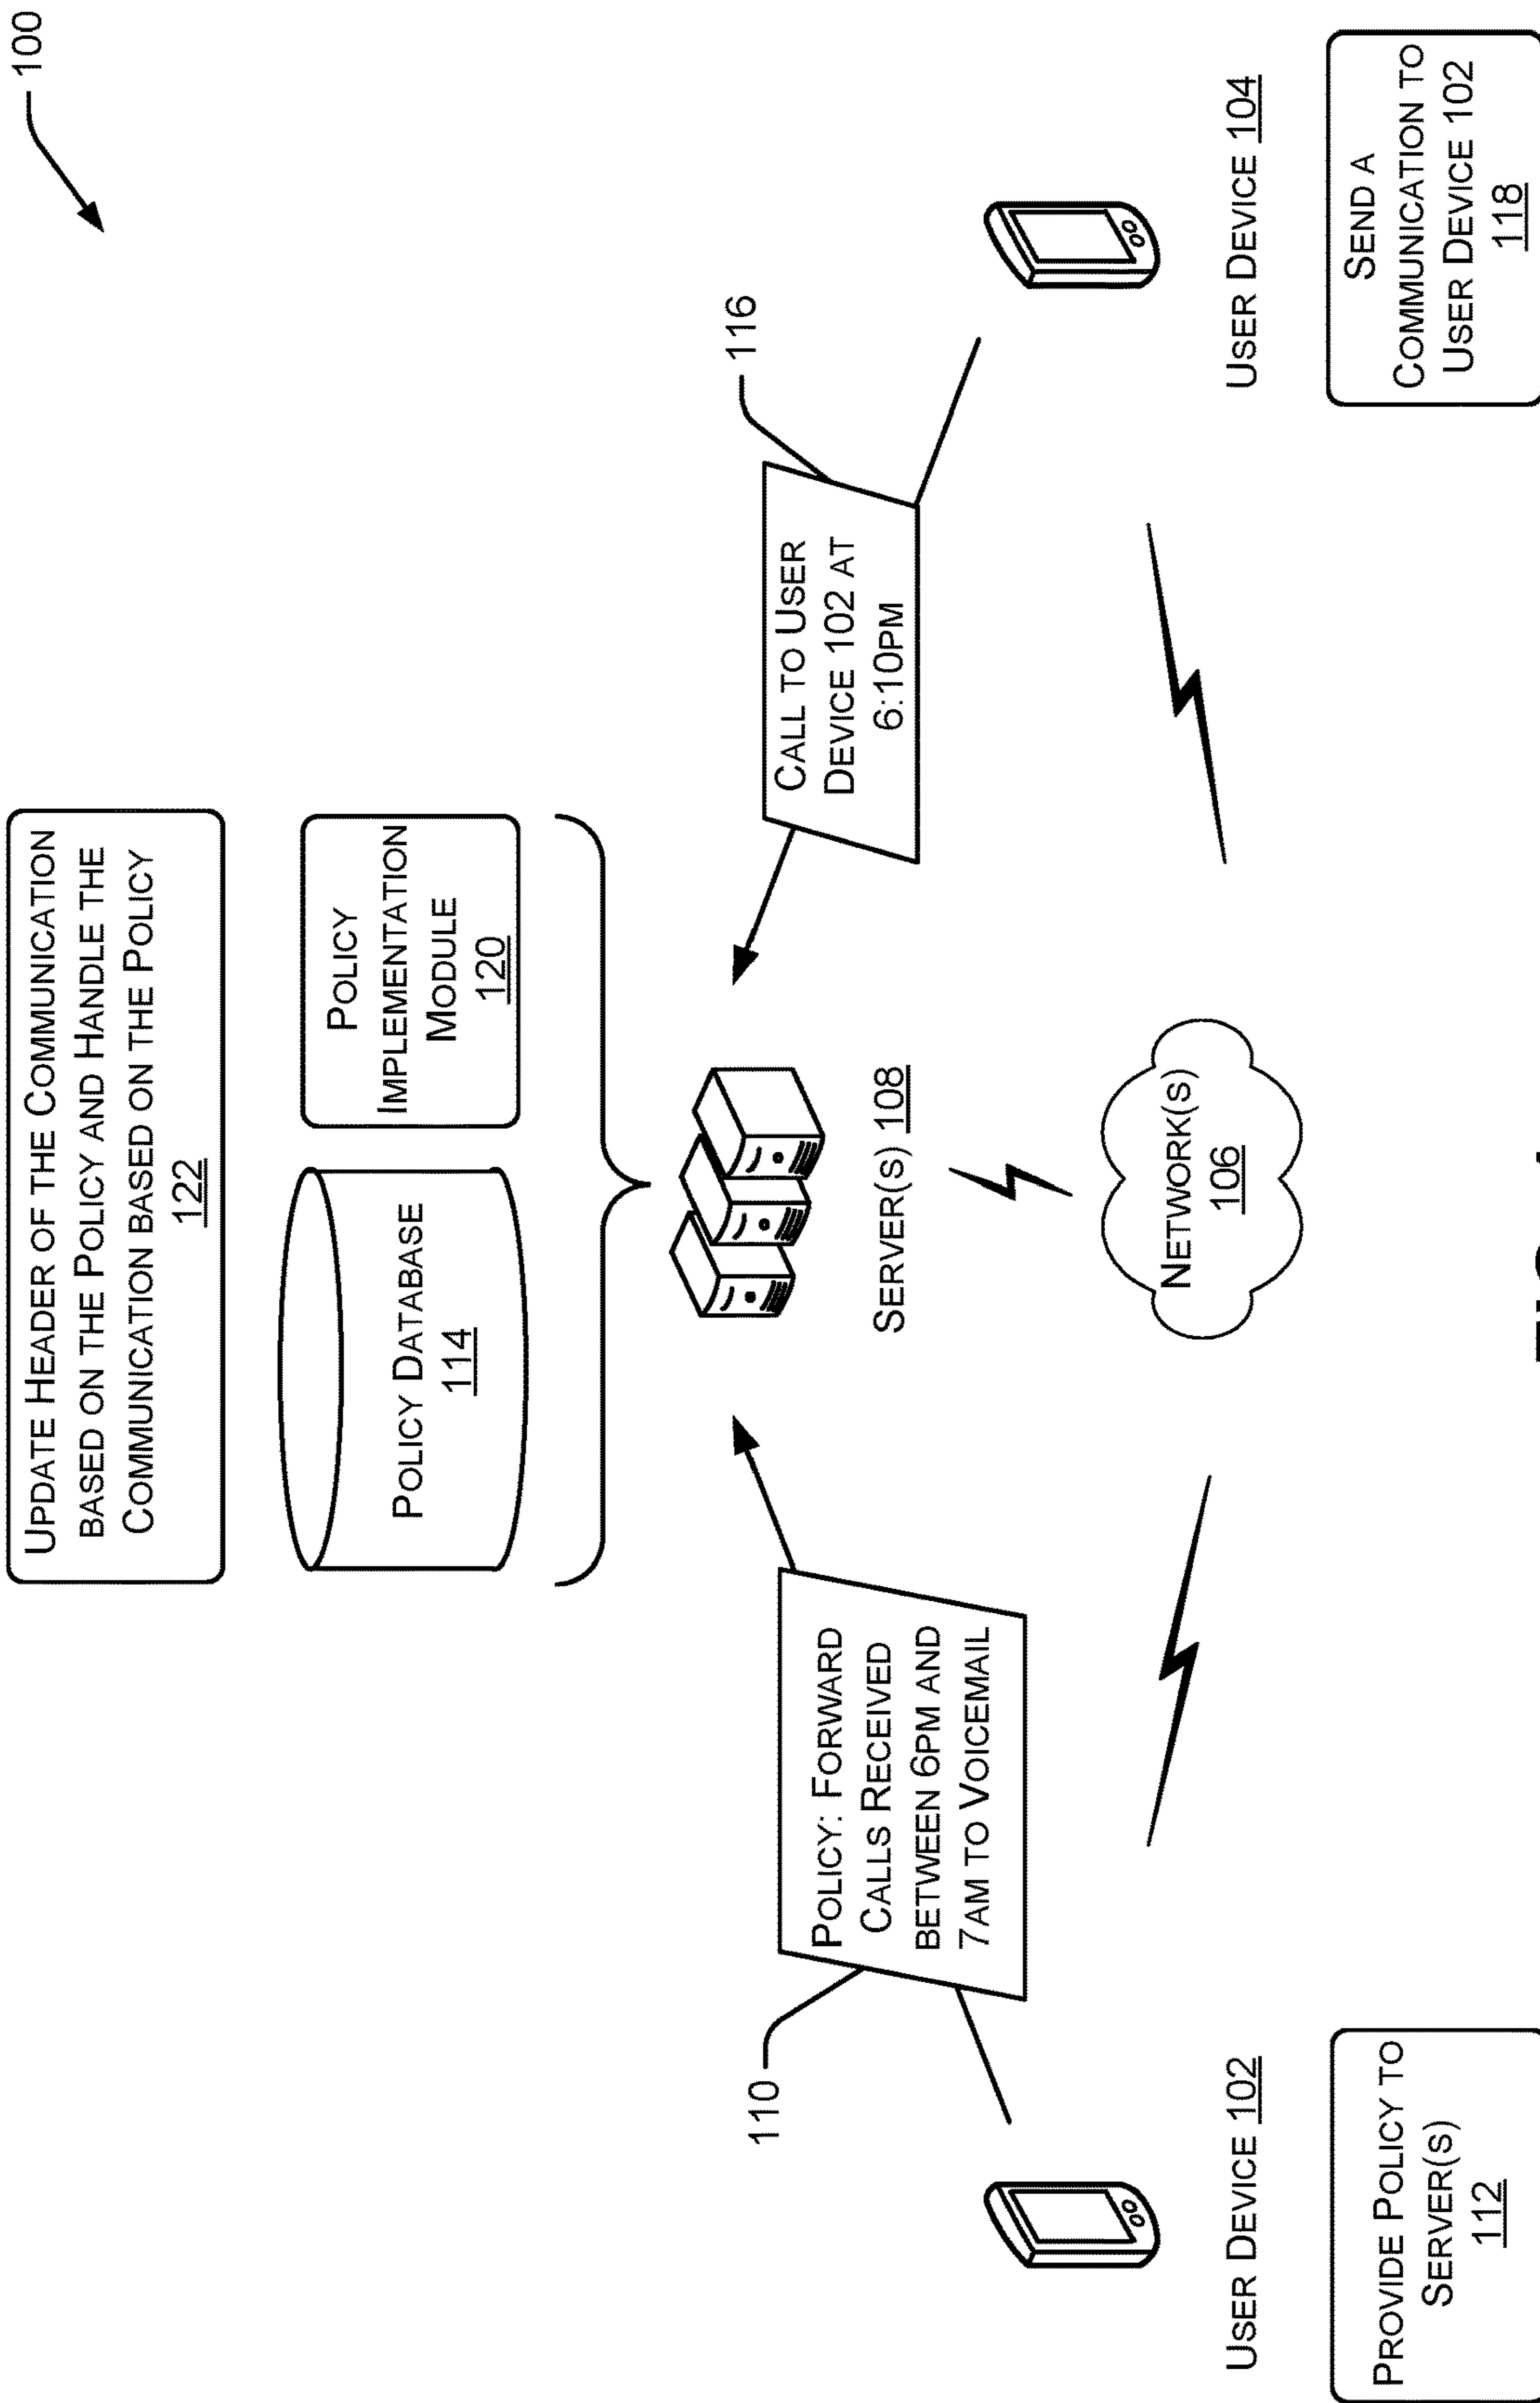 100
UPDATE HEADER OF THE COMMUNICATION
BASED ON THE POLICY AND HANDLE THE
COMMUNICATION BASED ON THE POLICY
122
POLICY DATABASE
114
POLICY
IMPLEMENTATION
MODULE
120
110
POLICY: FORWARD
CALLS RECEIVED
BETWEEN 6PM AND
7AM TO VOICEMAIL
SERVER(S) 108
116
CALL TO USER
DEVICE 102 AT
6:10PM
NETWORK(S)
106
USER DEVICE 102
PROVIDE POLICY TO
SERVER(S)
112
USER DEVICE 104
SEND A
COMMUNICATION TO
USER DEVICE 102
118